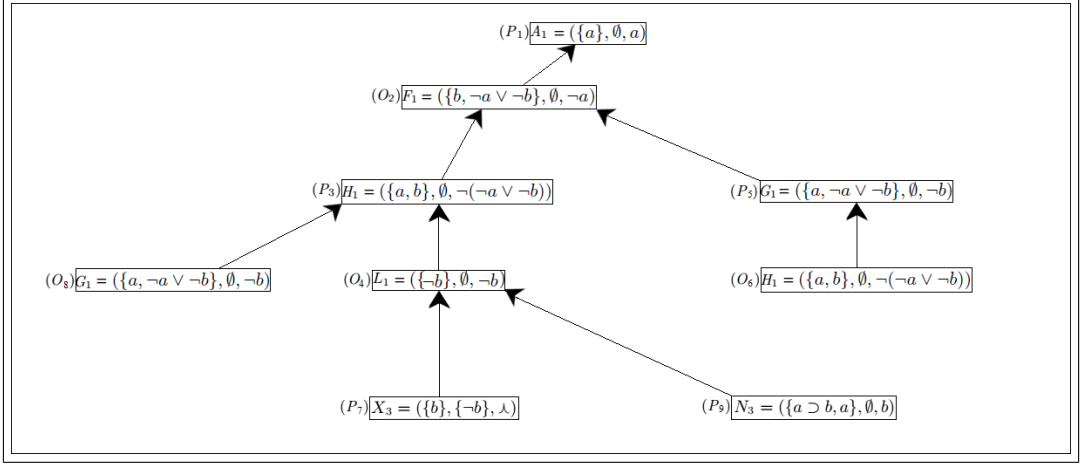 (P₁) A₁ = ({a}, ∅, a)
(O₂) F₁ = ({b, ¬a ∨ ¬b}, ∅, ¬a)
(P₃) H₁ = ({a, b}, ∅, ¬(¬a ∨ ¬b)) (P₅) G₁ = ({a, ¬a ∨ ¬b}, ∅, ¬b)
(O₈) G₁ = ({a, ¬a ∨ ¬b}, ∅, ¬b) (O₄) L₁ = ({¬b}, ∅, ¬b) (O₆) H₁ = ({a, b}, ∅, ¬(¬a ∨ ¬b))
(P₇) X₃ = ({b}, {¬b}, ⋏) (P₉) N₃ = ({a ⊃ b, a}, ∅, b)